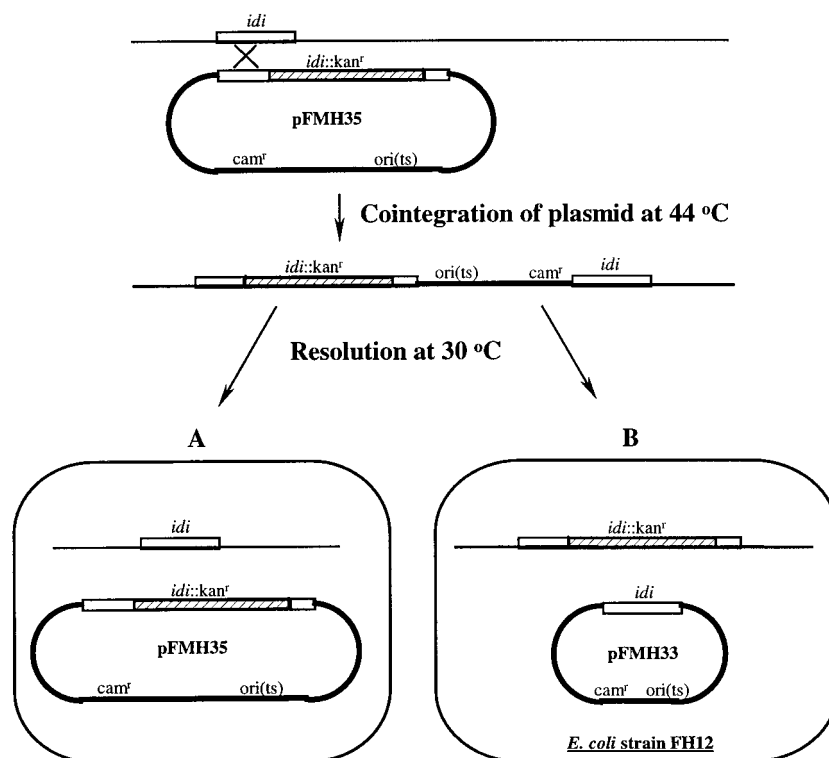 idi
idi::kanʳ
pFMH35
camʳ ori(ts)
Cointegration of plasmid at 44 °C
idi::kanʳ ori(ts) camʳ idi
Resolution at 30 °C
A B
idi idi::kanʳ
idi::kanʳ idi
pFMH35 pFMH33
camʳ ori(ts) camʳ ori(ts)
E. coli strain FH12